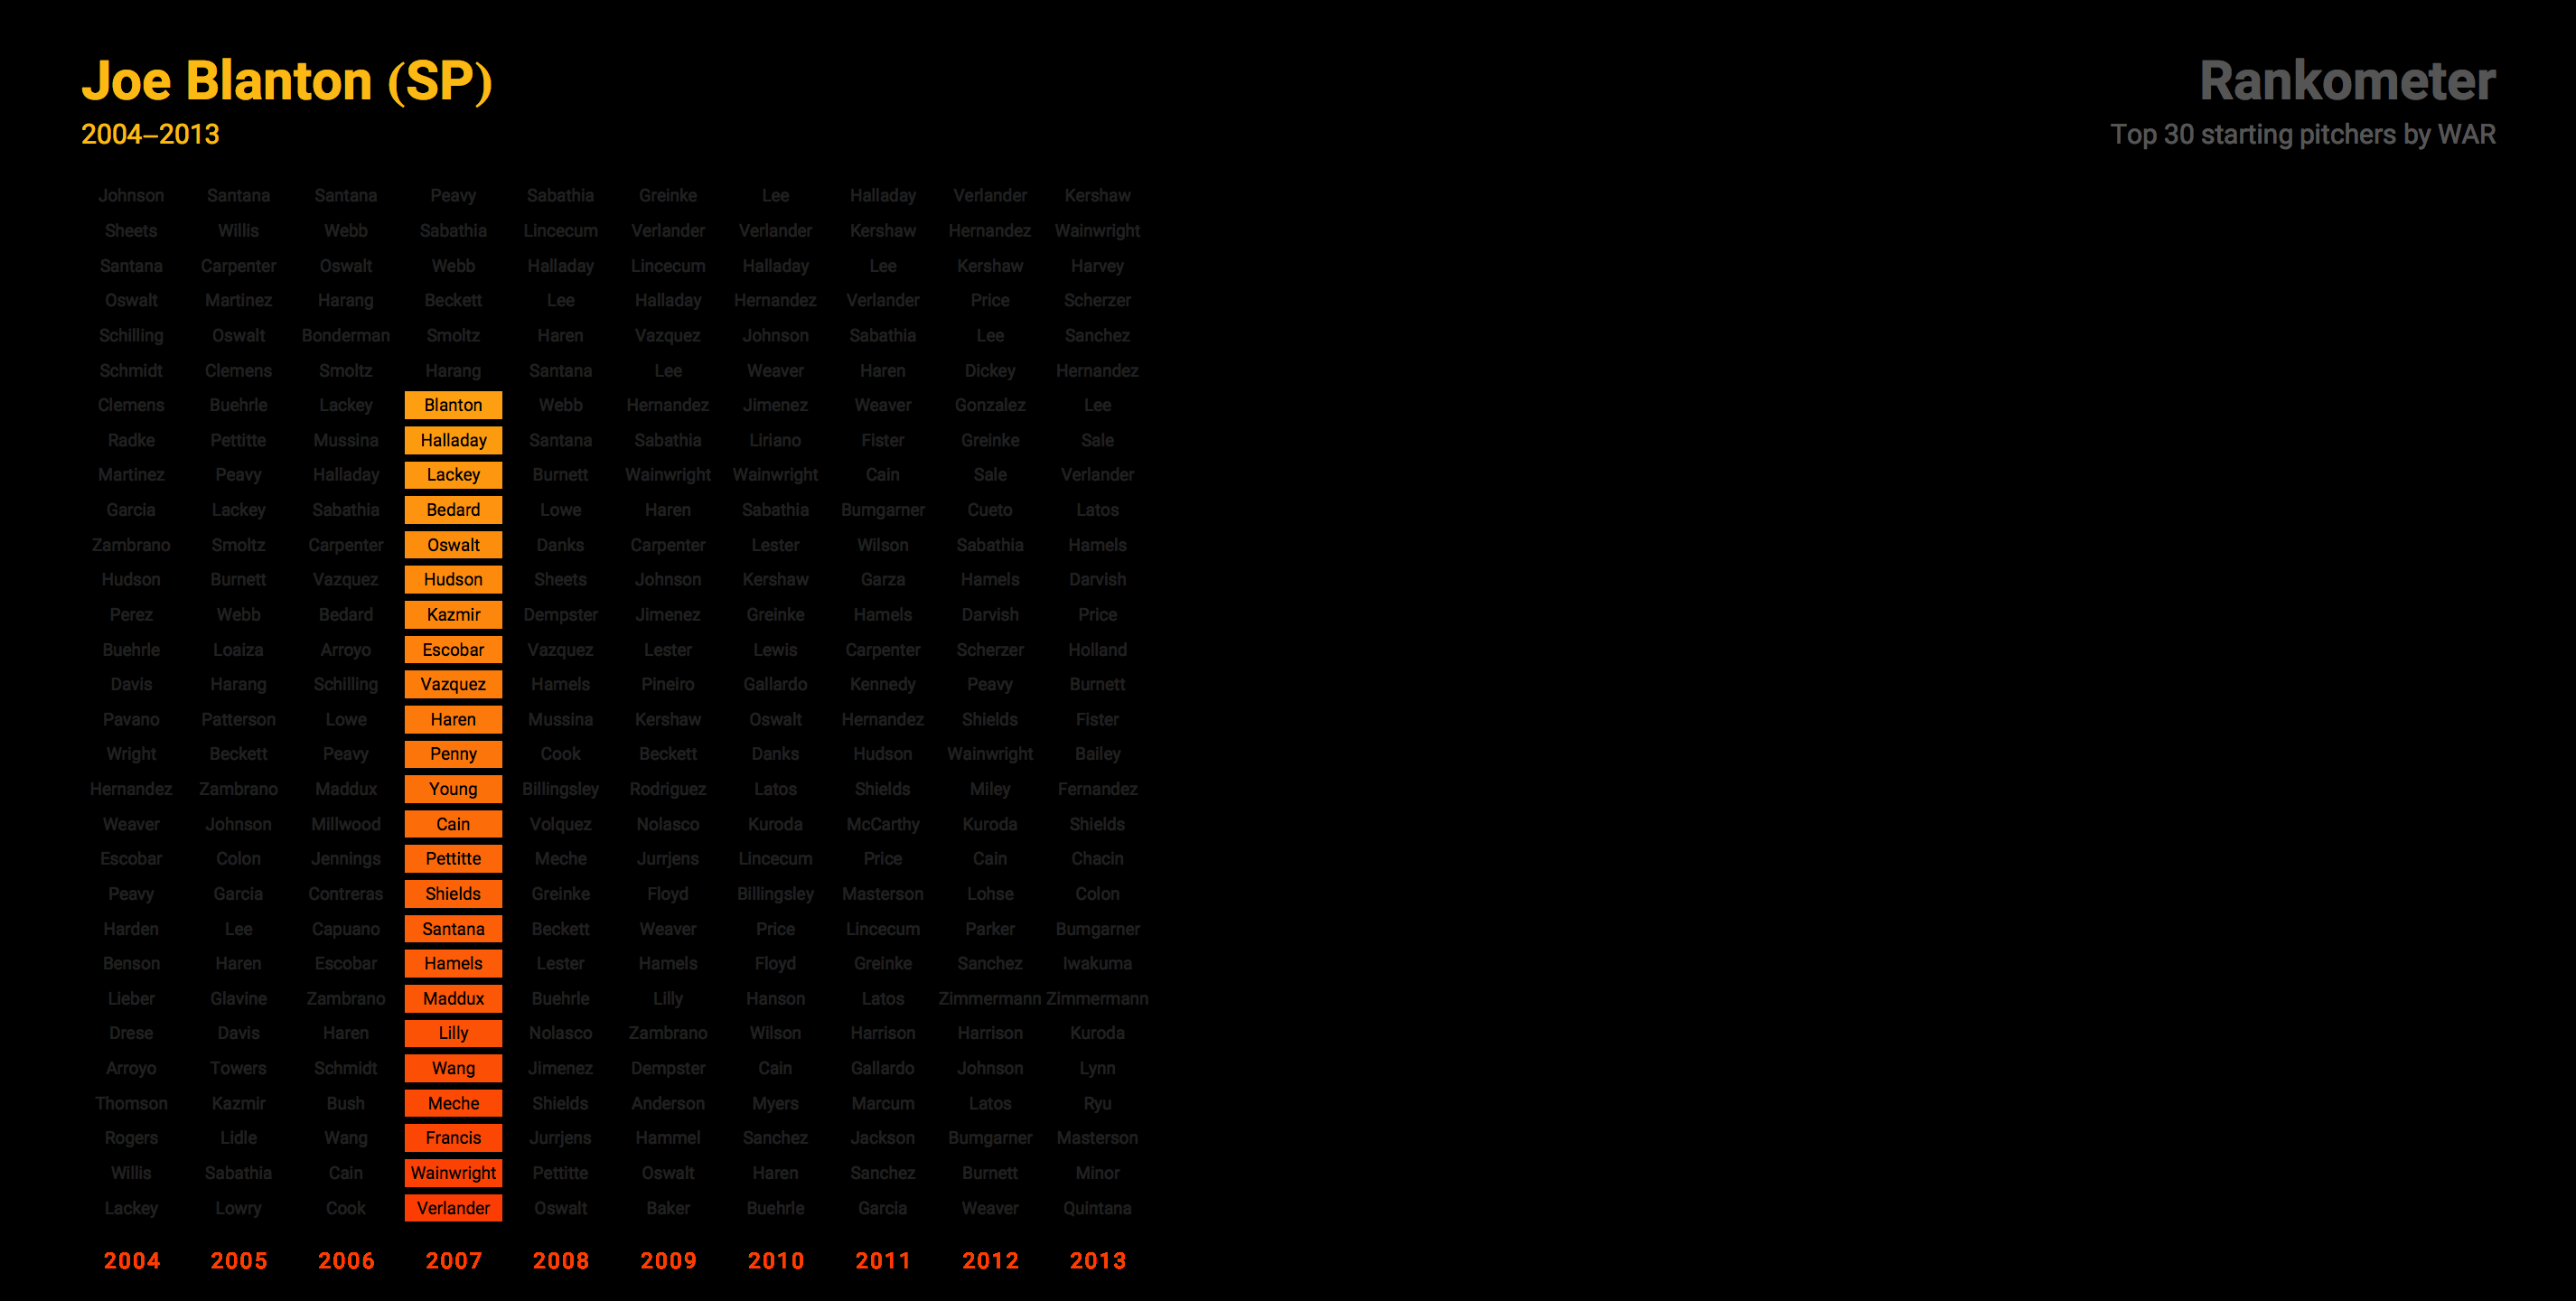 Joe Blanton (SP)
2004–2013
Rankometer
Top 30 starting pitchers by WAR
Johnson Santana Santana Peavy Sabathia Greinke Lee Halladay Verlander Kershaw
Sheets Willis Webb Sabathia Lincecum Verlander Verlander Kershaw Hernandez Wainwright
Santana Carpenter Oswalt Webb Halladay Lincecum Halladay Lee Kershaw Harvey
Oswalt Martinez Harang Beckett Lee Halladay Hernandez Verlander Price Scherzer
Schilling Oswalt Bonderman Smoltz Haren Vazquez Johnson Sabathia Lee Sanchez
Schmidt Clemens Smoltz Harang Santana Lee Weaver Haren Dickey Hernandez
Clemens Buehrle Lackey Blanton Webb Hernandez Jimenez Weaver Gonzalez Lee
Radke Pettitte Mussina Halladay Santana Sabathia Liriano Fister Greinke Sale
Martinez Peavy Halladay Lackey Burnett Wainwright Wainwright Cain Sale Verlander
Garcia Lackey Sabathia Bedard Lowe Haren Sabathia Bumgarner Cueto Latos
Zambrano Smoltz Carpenter Oswalt Danks Carpenter Lester Wilson Sabathia Hamels
Hudson Burnett Vazquez Hudson Sheets Johnson Kershaw Garza Hamels Darvish
Perez Webb Bedard Kazmir Dempster Jimenez Greinke Hamels Darvish Price
Buehrle Loaiza Arroyo Escobar Vazquez Lester Lewis Carpenter Scherzer Holland
Davis Harang Schilling Vazquez Hamels Pineiro Gallardo Kennedy Peavy Burnett
Pavano Patterson Lowe Haren Mussina Kershaw Oswalt Hernandez Shields Fister
Wright Beckett Peavy Penny Cook Beckett Danks Hudson Wainwright Bailey
Hernandez Zambrano Maddux Young Billingsley Rodriguez Latos Shields Miley Fernandez
Weaver Johnson Millwood Cain Volquez Nolasco Kuroda McCarthy Kuroda Shields
Escobar Colon Jennings Pettitte Meche Jurrjens Lincecum Price Cain Chacin
Peavy Garcia Contreras Shields Greinke Floyd Billingsley Masterson Lohse Colon
Harden Lee Capuano Santana Beckett Weaver Price Lincecum Parker Bumgarner
Benson Haren Escobar Hamels Lester Hamels Floyd Greinke Sanchez Iwakuma
Lieber Glavine Zambrano Maddux Buehrle Lilly Hanson Latos Zimmermann Zimmermann
Drese Davis Haren Lilly Nolasco Zambrano Wilson Harrison Harrison Kuroda
Arroyo Towers Schmidt Wang Jimenez Dempster Cain Gallardo Johnson Lynn
Thomson Kazmir Bush Meche Shields Anderson Myers Marcum Latos Ryu
Rogers Lidle Wang Francis Jurrjens Hammel Sanchez Jackson Bumgarner Masterson
Willis Sabathia Cain Wainwright Pettitte Oswalt Haren Sanchez Burnett Minor
Lackey Lowry Cook Verlander Oswalt Baker Buehrle Garcia Weaver Quintana
2004 2005 2006 2007 2008 2009 2010 2011 2012 2013